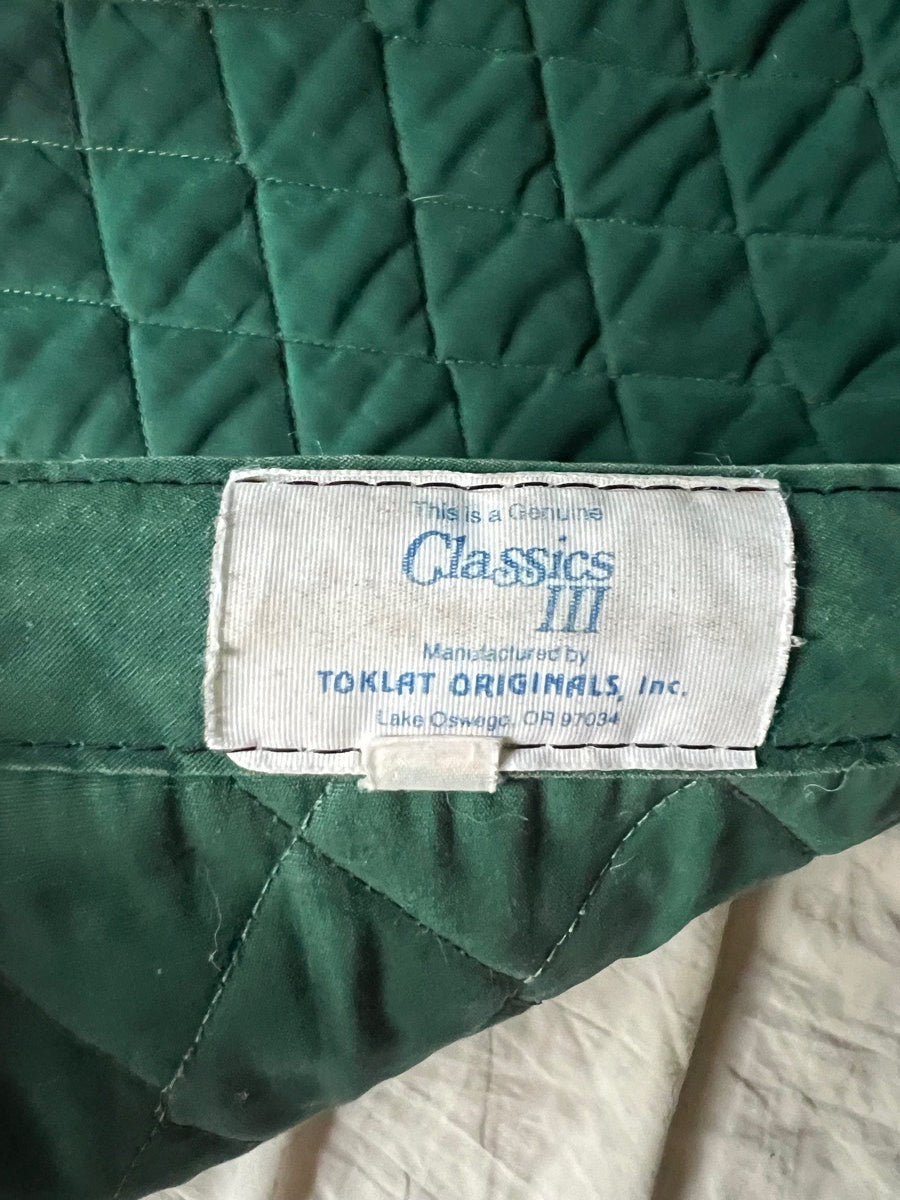 This is a Genuine
Classics
III
Manufactured by
TOKLAT ORIGINALS, Inc.
Lake Oswego, OR 97034